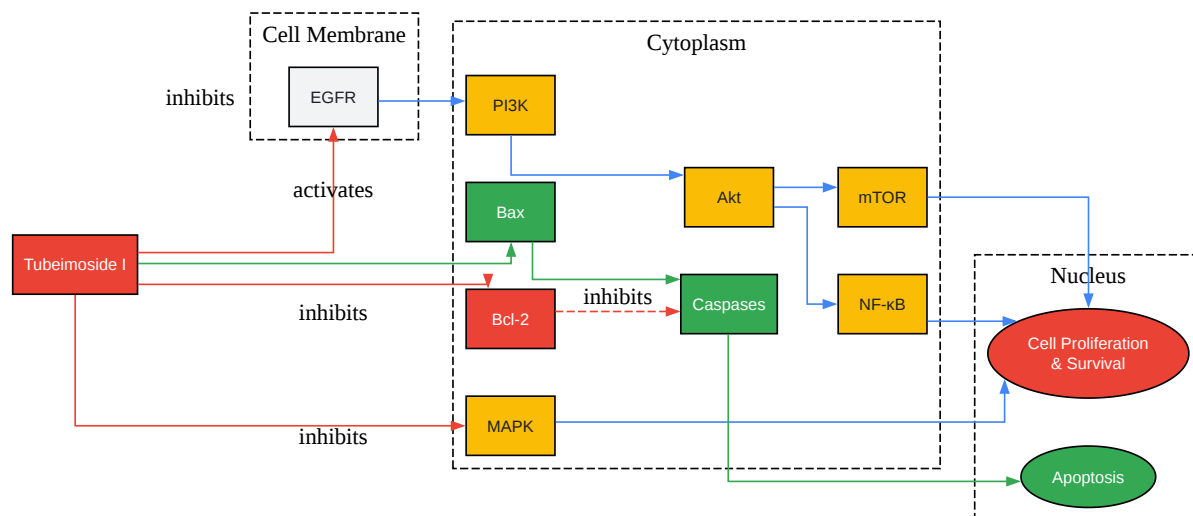 Cell Membrane
Cytoplasm
inhibits
EGFR
PI3K
activates
Akt
mTOR
Bax
Tubeimoside I
Nucleus
inhibits
Caspases
NF-κB
inhibits
Bcl-2
Cell Proliferation
& Survival
MAPK
inhibits
Apoptosis